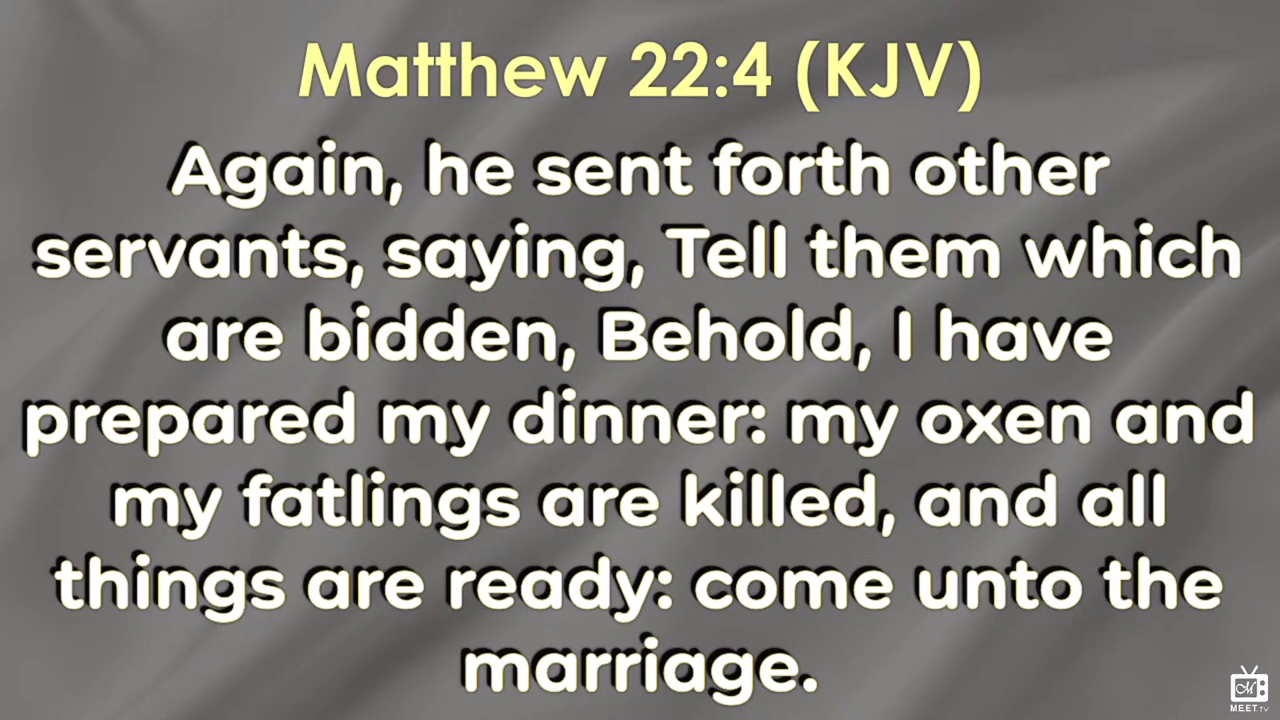 Matthew 22:4 (KJV)
Again, he sent forth other
servants, saying, Tell them which
are bidden, Behold, I have
prepared my dinner: my oxen and
my fatlings are killed, and all
things are ready: come unto the
marriage.
M
MEET.TV